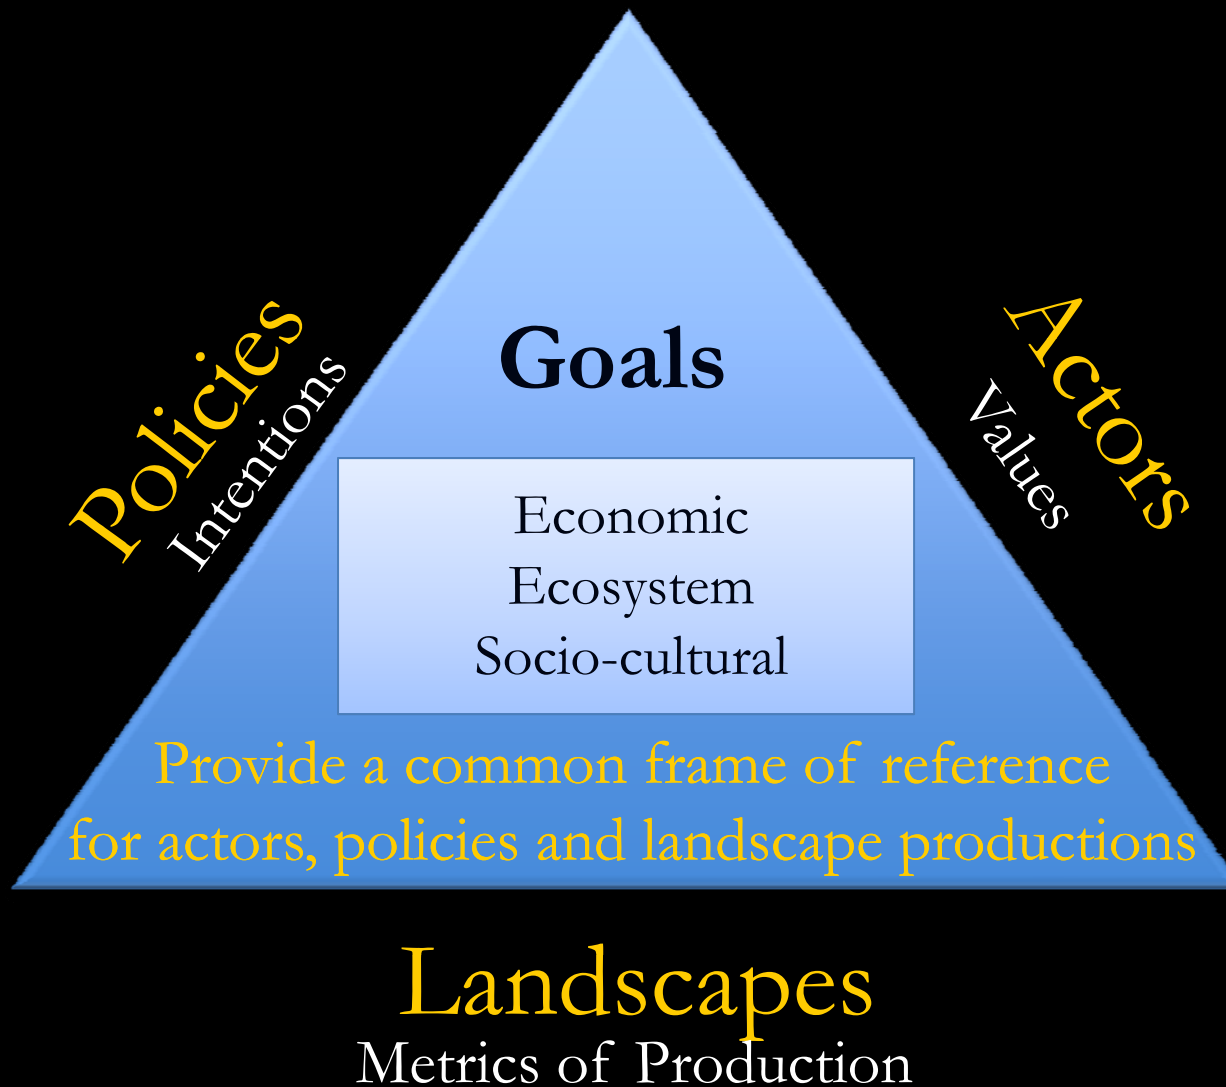 Goals
Policies
Intentions
Actors
Values
Economic
Ecosystem
Socio-cultural
Provide a common frame of reference
for actors, policies and landscape productions
Landscapes
Metrics of Production